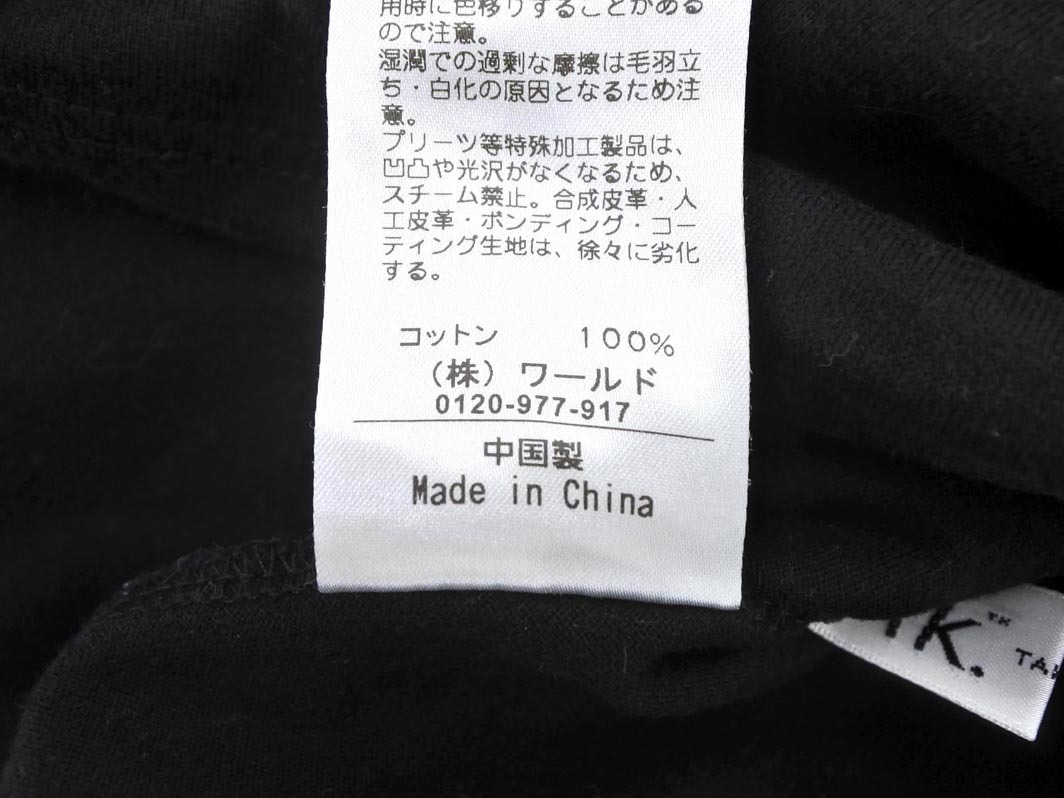 用時に色移りすることがある
ので注意。
湿潤での過剰な摩擦は毛羽立
ち・白化の原因となるため注
意。
プリーツ等特殊加工製品は、
凹凸や光沢がなくなるため、
スチーム禁止。合成皮革・人
工皮革・ボンディング・コー
ティング生地は、徐々に劣化
する。
コットン 100%
（株）ワールド
0120-977-917
中国製
Made in China
K.™